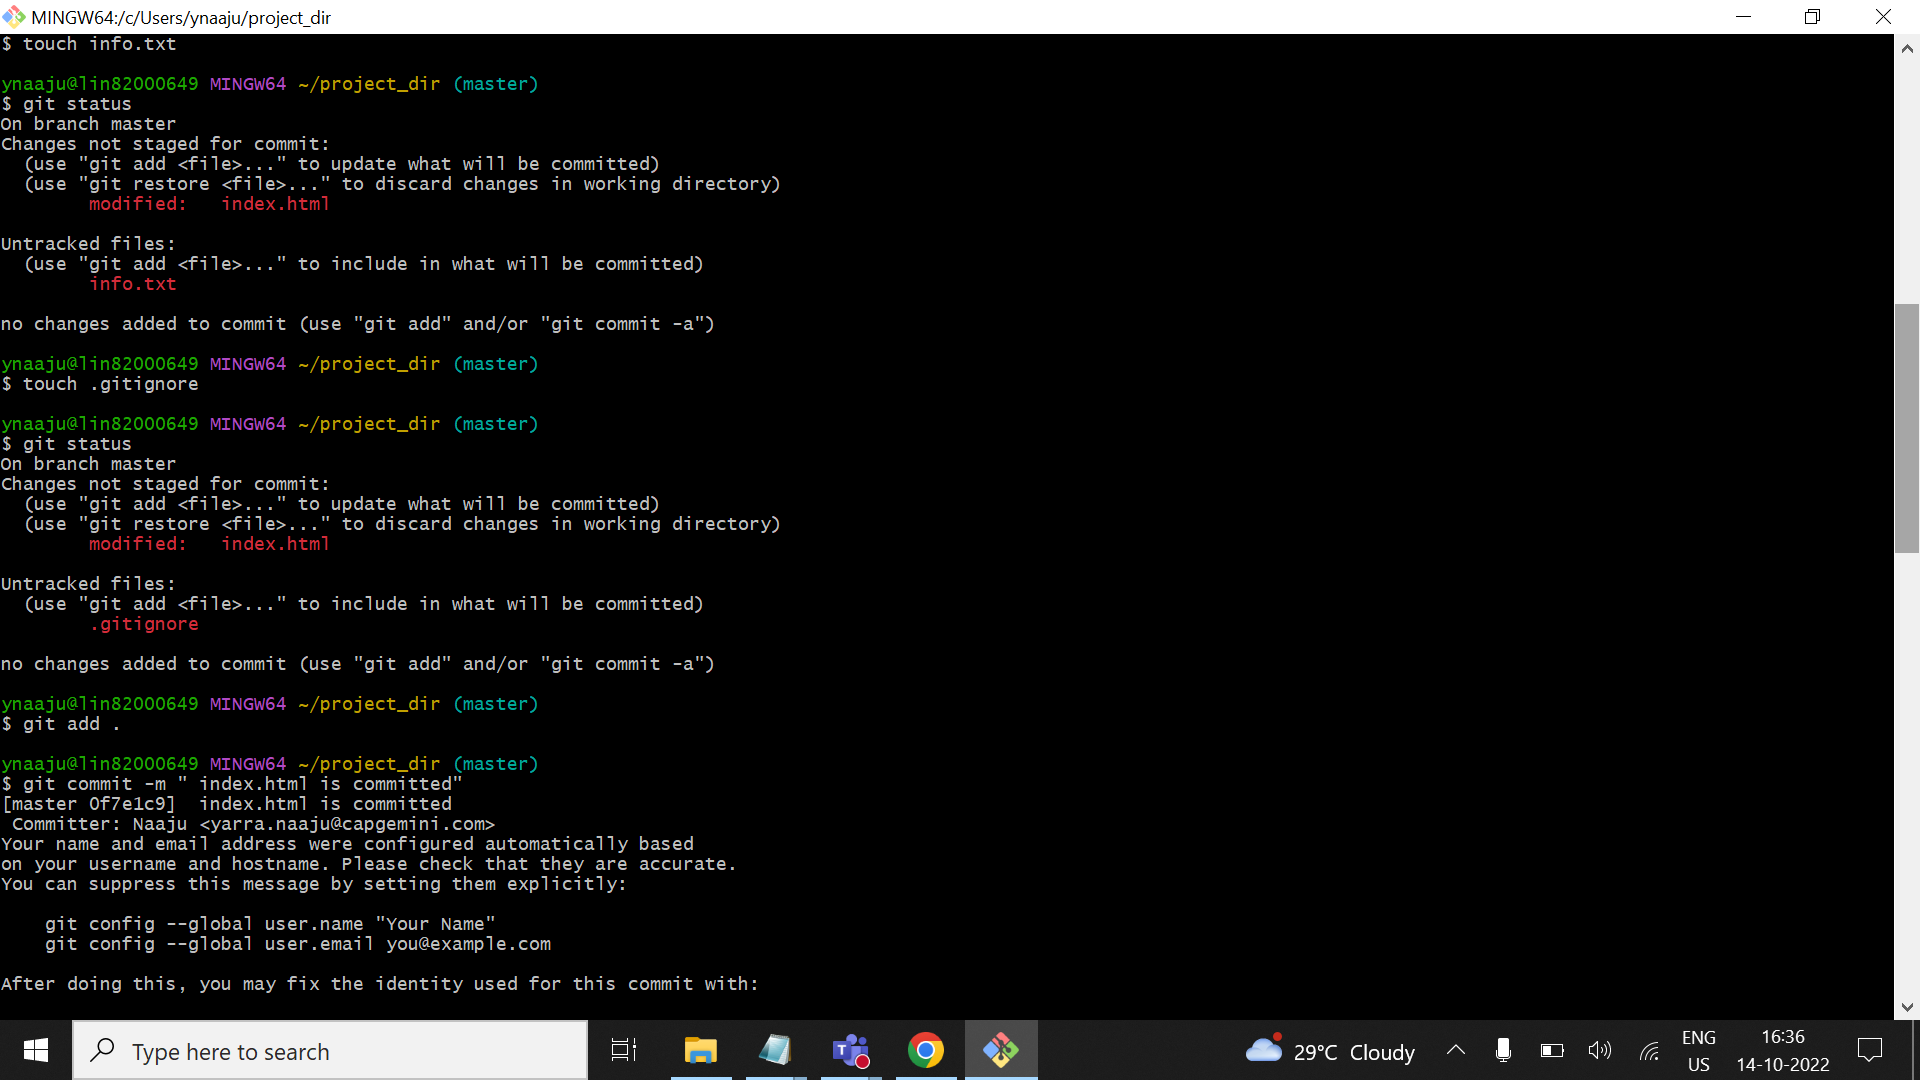 MINGW64:/c/Users/ynaaju/project_dir
$ touch info.txt
ynaaju@lin82000649 MINGW64 ~/project_dir (master)
$ git status
On branch master
Changes not staged for commit:
  (use "git add <file>..." to update what will be committed)
  (use "git restore <file>..." to discard changes in working directory)
        modified:   index.html
Untracked files:
  (use "git add <file>..." to include in what will be committed)
        info.txt
no changes added to commit (use "git add" and/or "git commit -a")
ynaaju@lin82000649 MINGW64 ~/project_dir (master)
$ touch .gitignore
ynaaju@lin82000649 MINGW64 ~/project_dir (master)
$ git status
On branch master
Changes not staged for commit:
  (use "git add <file>..." to update what will be committed)
  (use "git restore <file>..." to discard changes in working directory)
        modified:   index.html
Untracked files:
  (use "git add <file>..." to include in what will be committed)
        .gitignore
no changes added to commit (use "git add" and/or "git commit -a")
ynaaju@lin82000649 MINGW64 ~/project_dir (master)
$ git add .
ynaaju@lin82000649 MINGW64 ~/project_dir (master)
$ git commit -m " index.html is committed"
[master 0f7e1c9]  index.html is committed
 Committer: Naaju <yarra.naaju@capgemini.com>
Your name and email address were configured automatically based
on your username and hostname. Please check that they are accurate.
You can suppress this message by setting them explicitly:
    git config --global user.name "Your Name"
    git config --global user.email you@example.com
After doing this, you may fix the identity used for this commit with:
Type here to search
29°C Cloudy
ENG
US
16:36
14-10-2022